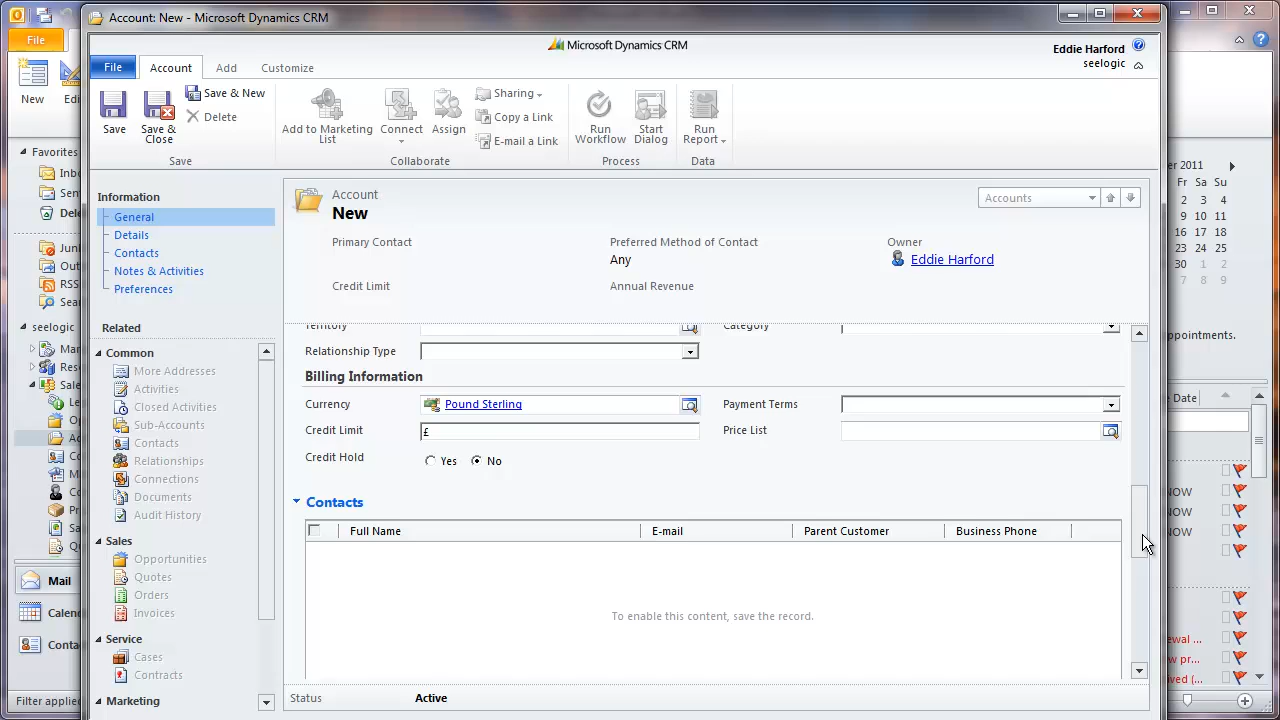 Account: New - Microsoft Dynamics CRM
File
New
Microsoft Dynamics CRM
Eddie Harford
seelogic
File
Account
Add
Customize
Save
Save & Close
Save & New
Delete
Save
Add to Marketing List
Connect
Assign
Sharing
Copy a Link
E-mail a Link
Collaborate
Run Workflow
Start Dialog
Process
Run Report
Data
Favorites
seelogic
Mail
Filter applied
Information
General
Details
Contacts
Notes & Activities
Preferences
Related
Common
More Addresses
Activities
Closed Activities
Sub-Accounts
Contacts
Relationships
Connections
Documents
Audit History
Sales
Opportunities
Quotes
Orders
Invoices
Service
Cases
Contracts
Marketing
Account
New
Accounts
Primary Contact
Preferred Method of Contact
Any
Owner
Eddie Harford
Credit Limit
Annual Revenue
Territory
Category
Relationship Type
Billing Information
Currency
Pound Sterling
Payment Terms
Credit Limit
£
Price List
Credit Hold
Yes
No
Contacts
Full Name
E-mail
Parent Customer
Business Phone
To enable this content, save the record.
Status
Active
2011
Fr Sa Su
2 3 4
9 10 11
16 17 18
23 24 25
30 1 2
7 8 9
ppointments.
Date
NOW
NOW
NOW